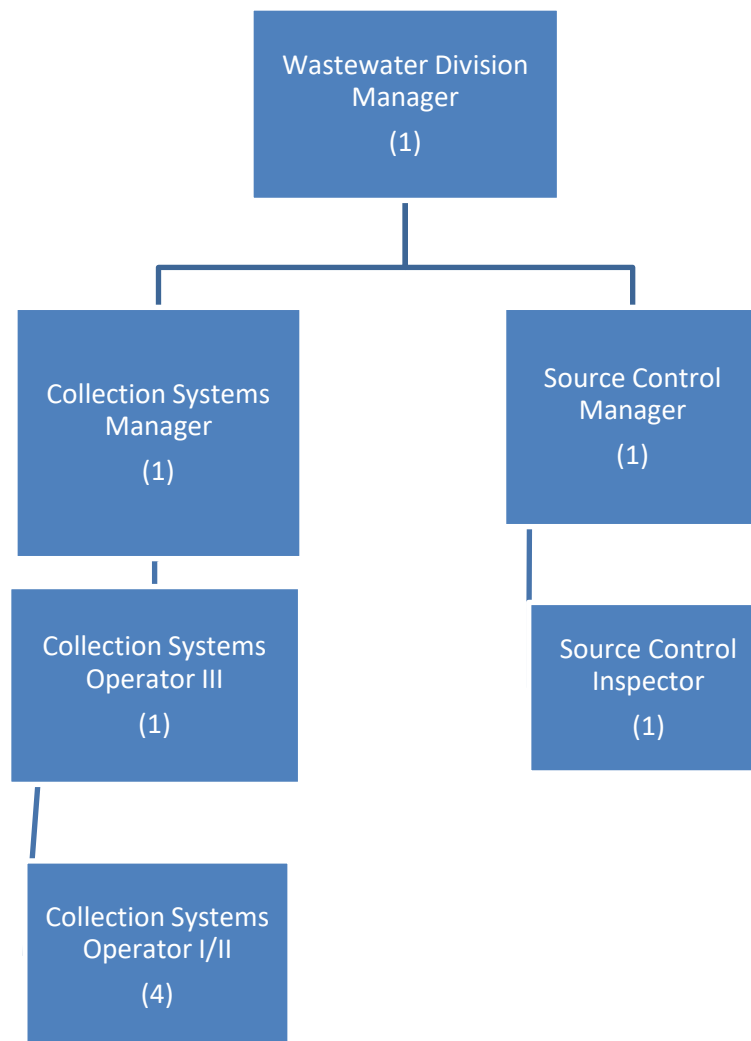 Wastewater Division
Manager
(1)
Collection Systems
Manager
(1)
Source Control
Manager
(1)
Collection Systems
Operator III
(1)
Source Control
Inspector
(1)
Collection Systems
Operator I/II
(4)